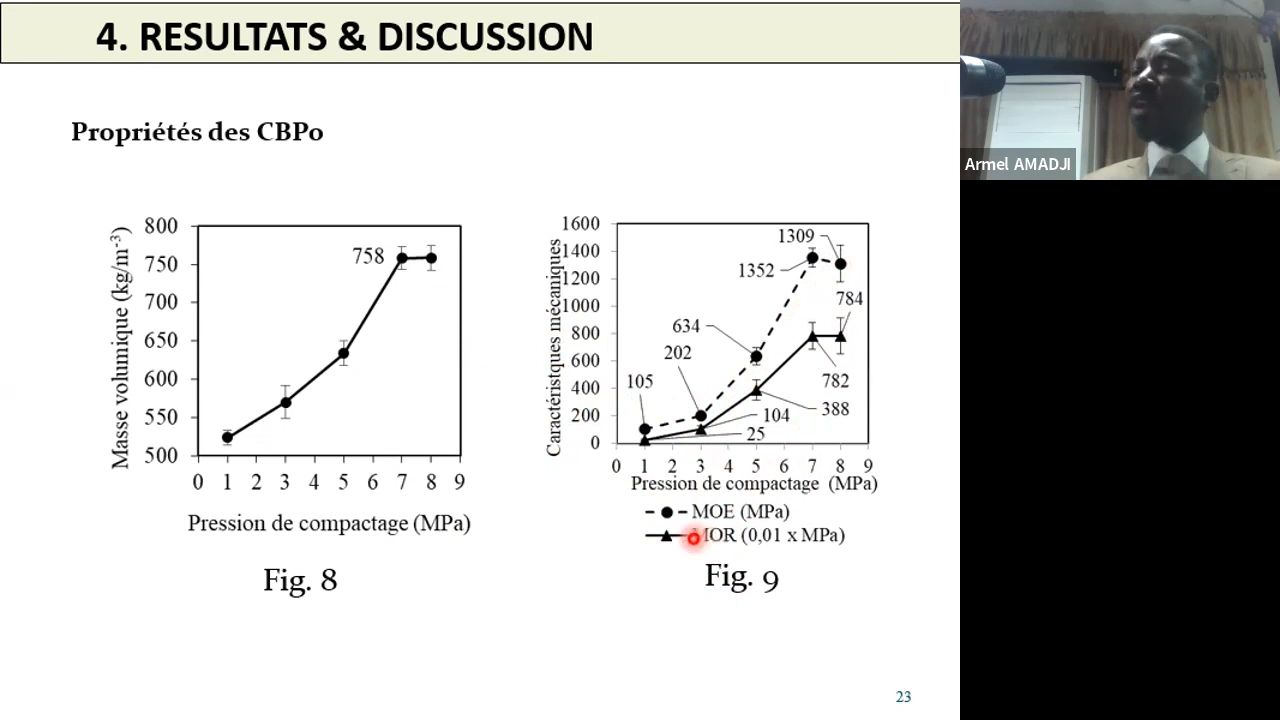 4. RESULTATS & DISCUSSION
Armel AMADJI
Propriétés des CBPo
Masse volumique (kg/m⁻³)
800
750
700
650
600
550
500
758
0 1 2 3 4 5 6 7 8 9
Pression de compactage (MPa)
Fig. 8
Caractéristques mécaniques
1600
1400
1200
1000
800
600
400
200
0
1309
1352
784
634
202
105
782
388
104
25
0 1 2 3 4 5 6 7 8 9
Pression de compactage (MPa)
MOE (MPa)
MOR (0,01 x MPa)
Fig. 9
23